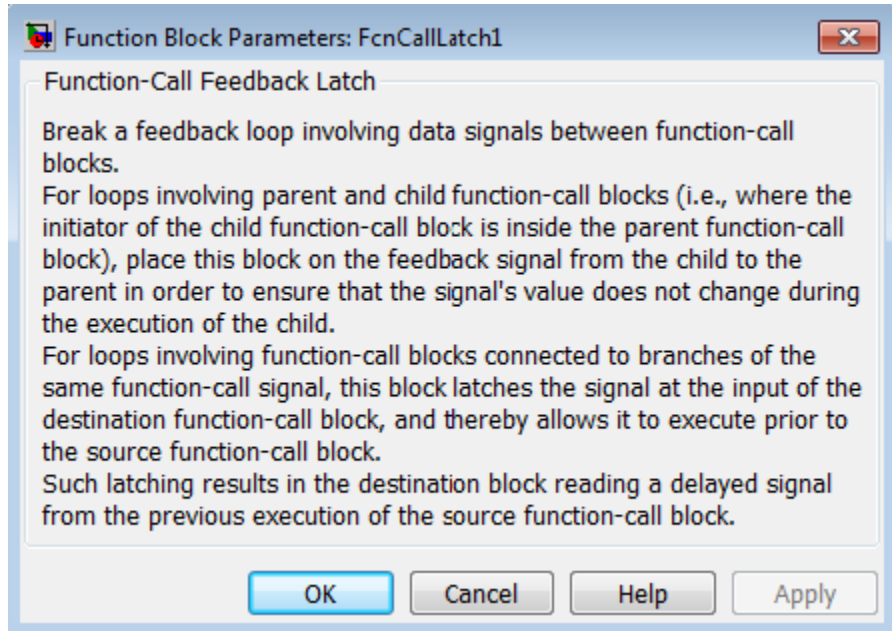 Function Block Parameters: FcnCallLatch1
Function-Call Feedback Latch
Break a feedback loop involving data signals between function-call
blocks.
For loops involving parent and child function-call blocks (i.e., where the
initiator of the child function-call block is inside the parent function-call
block), place this block on the feedback signal from the child to the
parent in order to ensure that the signal's value does not change during
the execution of the child.
For loops involving function-call blocks connected to branches of the
same function-call signal, this block latches the signal at the input of the
destination function-call block, and thereby allows it to execute prior to
the source function-call block.
Such latching results in the destination block reading a delayed signal
from the previous execution of the source function-call block.
OK Cancel Help Apply